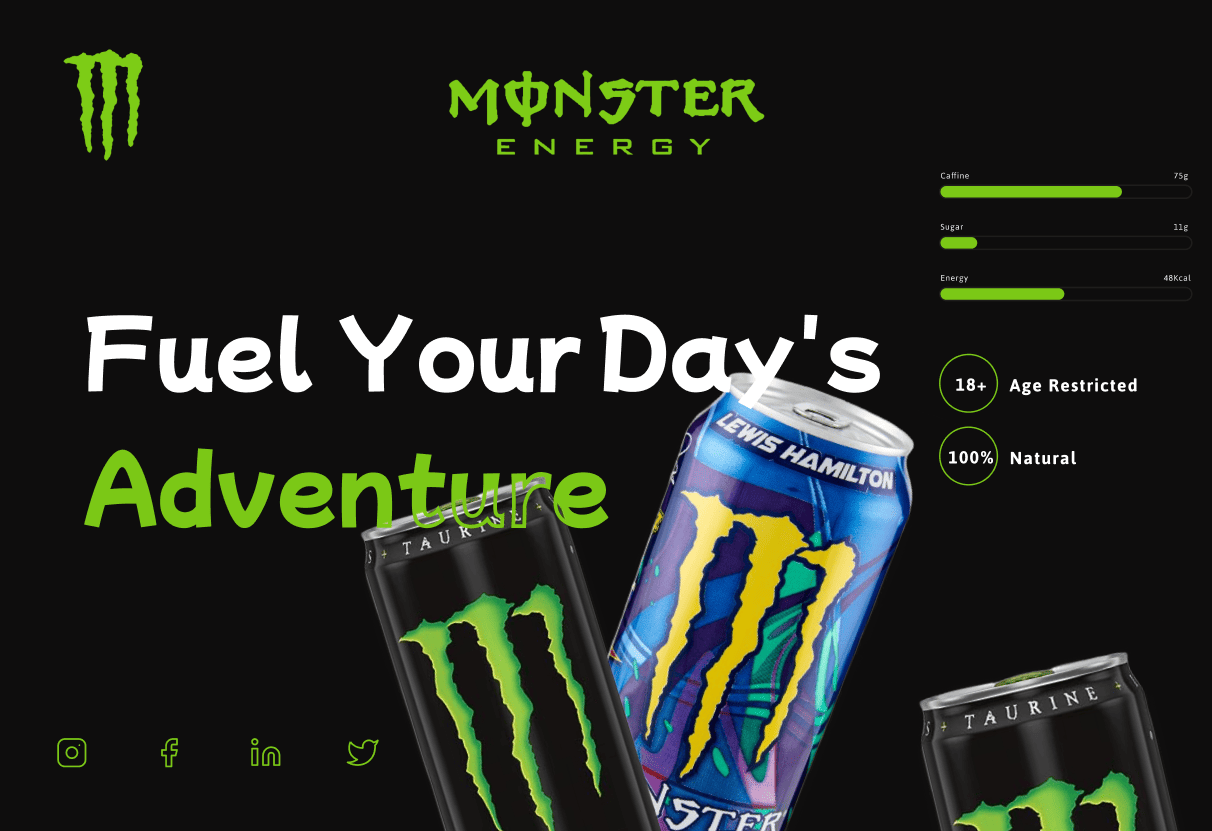 MONSTER
ENERGY
Caffine 75g
Sugar 11g
Energy 48Kcal
Fuel Your Day's
Adventure
18+ Age Restricted
100% Natural
LEWIS HAMILTON
S + TAURINE +
NSTER
S + TAURINE +